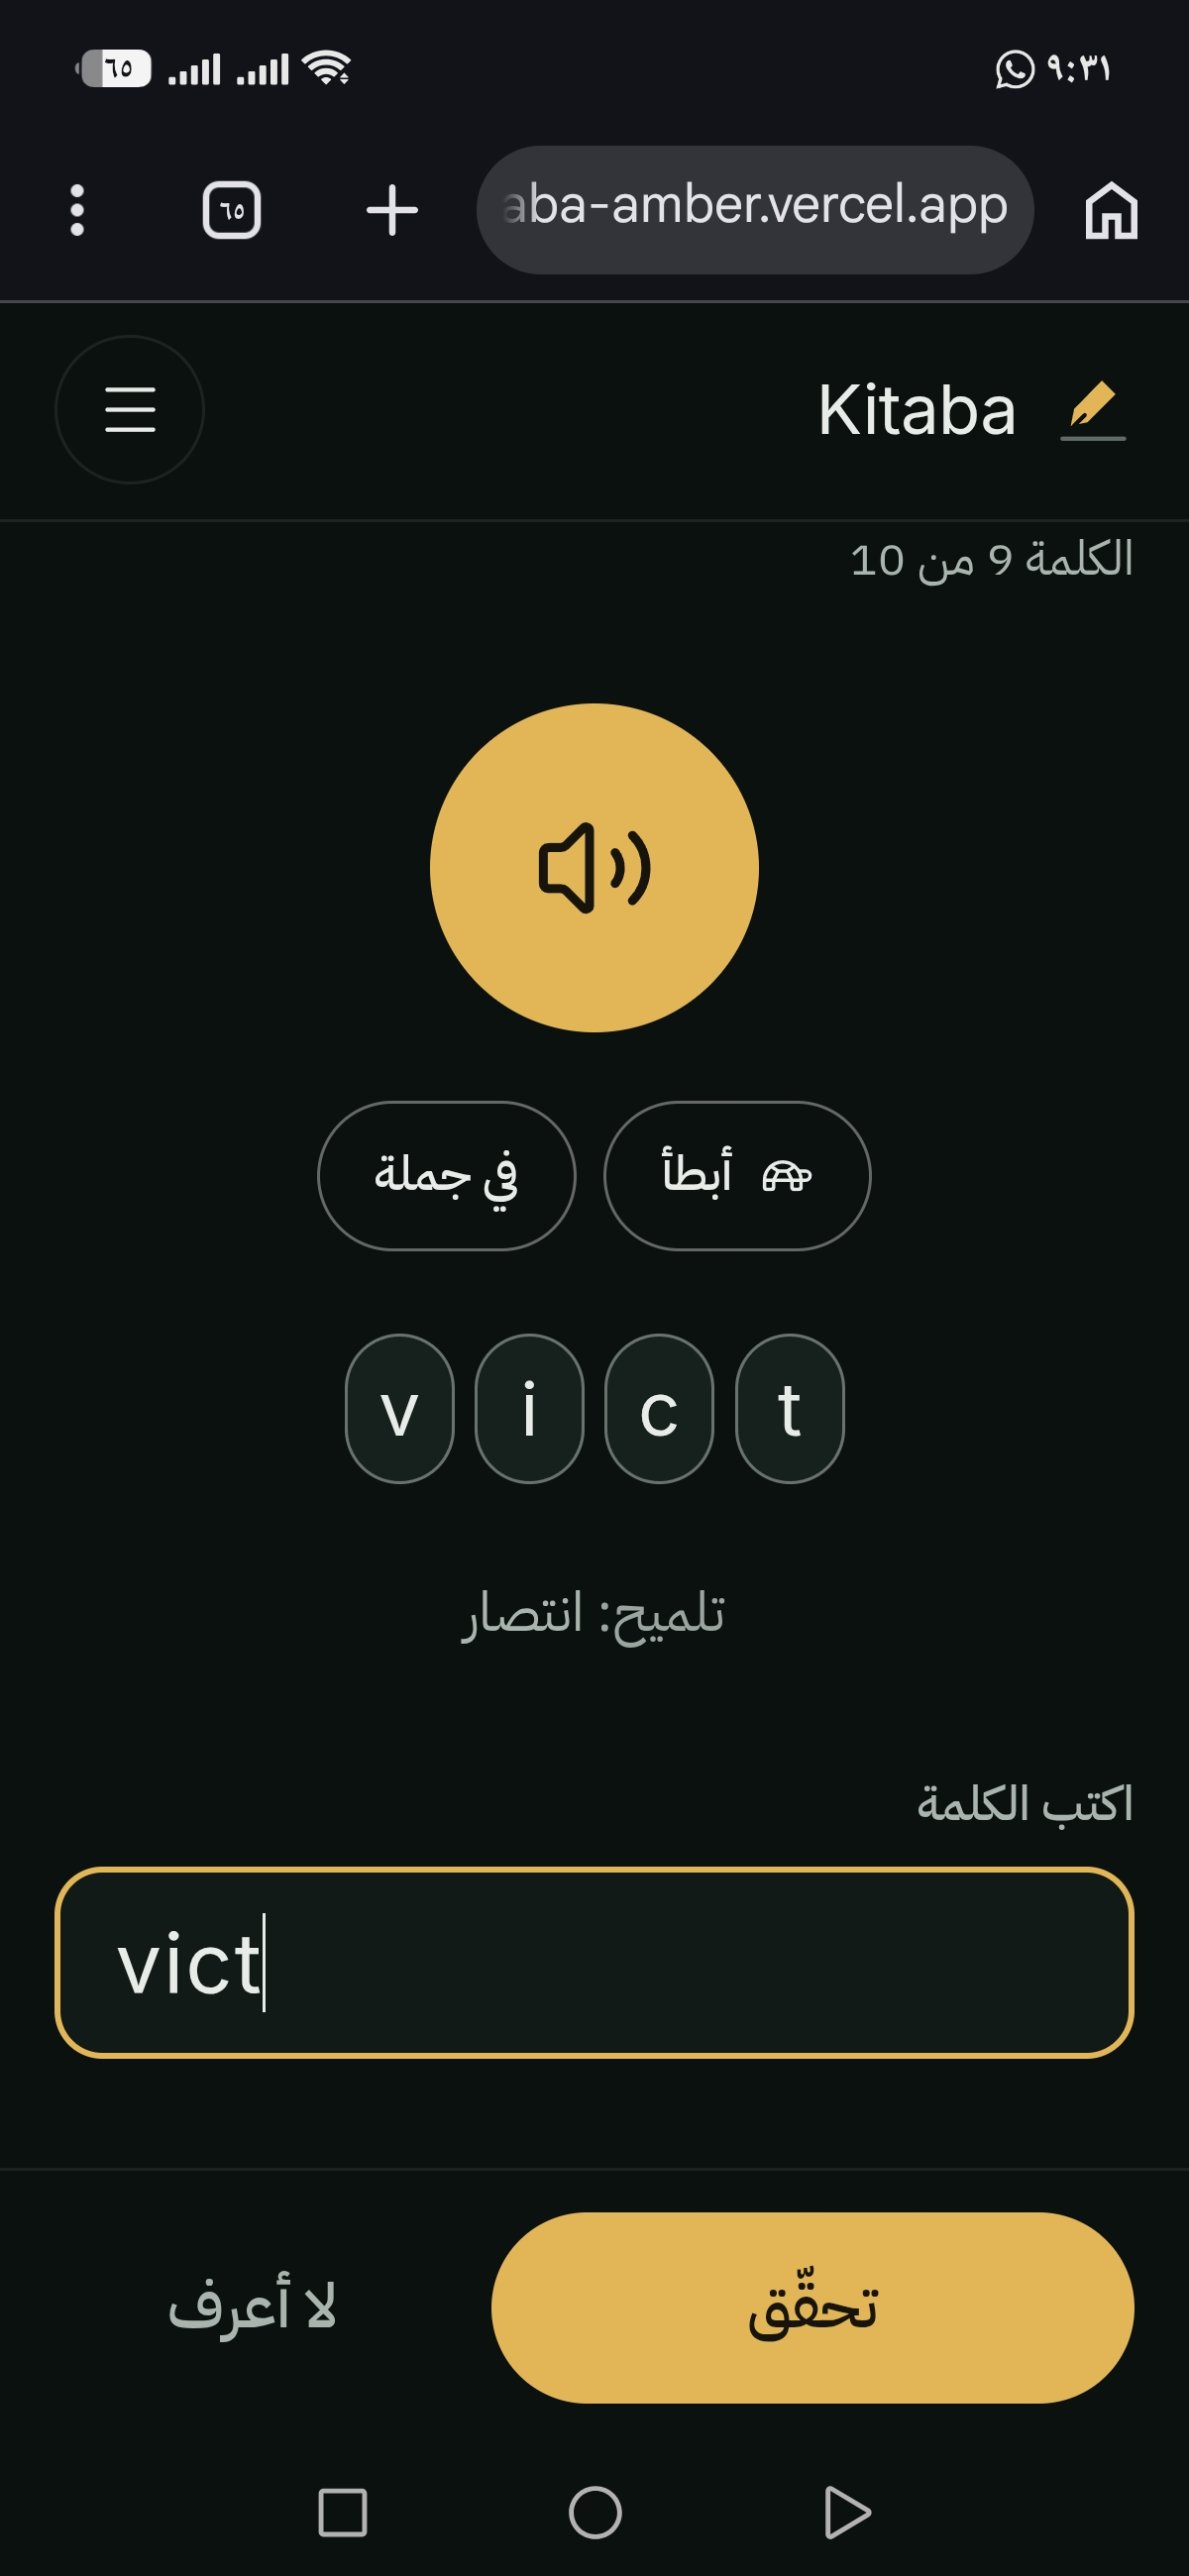 ٩:٣١ ٦٥
aba-amber.vercel.app ٦٥
Kitaba
الكلمة 9 من 10
أبطأ في جملة
v i c t
تلميح: انتصار
اكتب الكلمة
vict
تحقّق لا أعرف